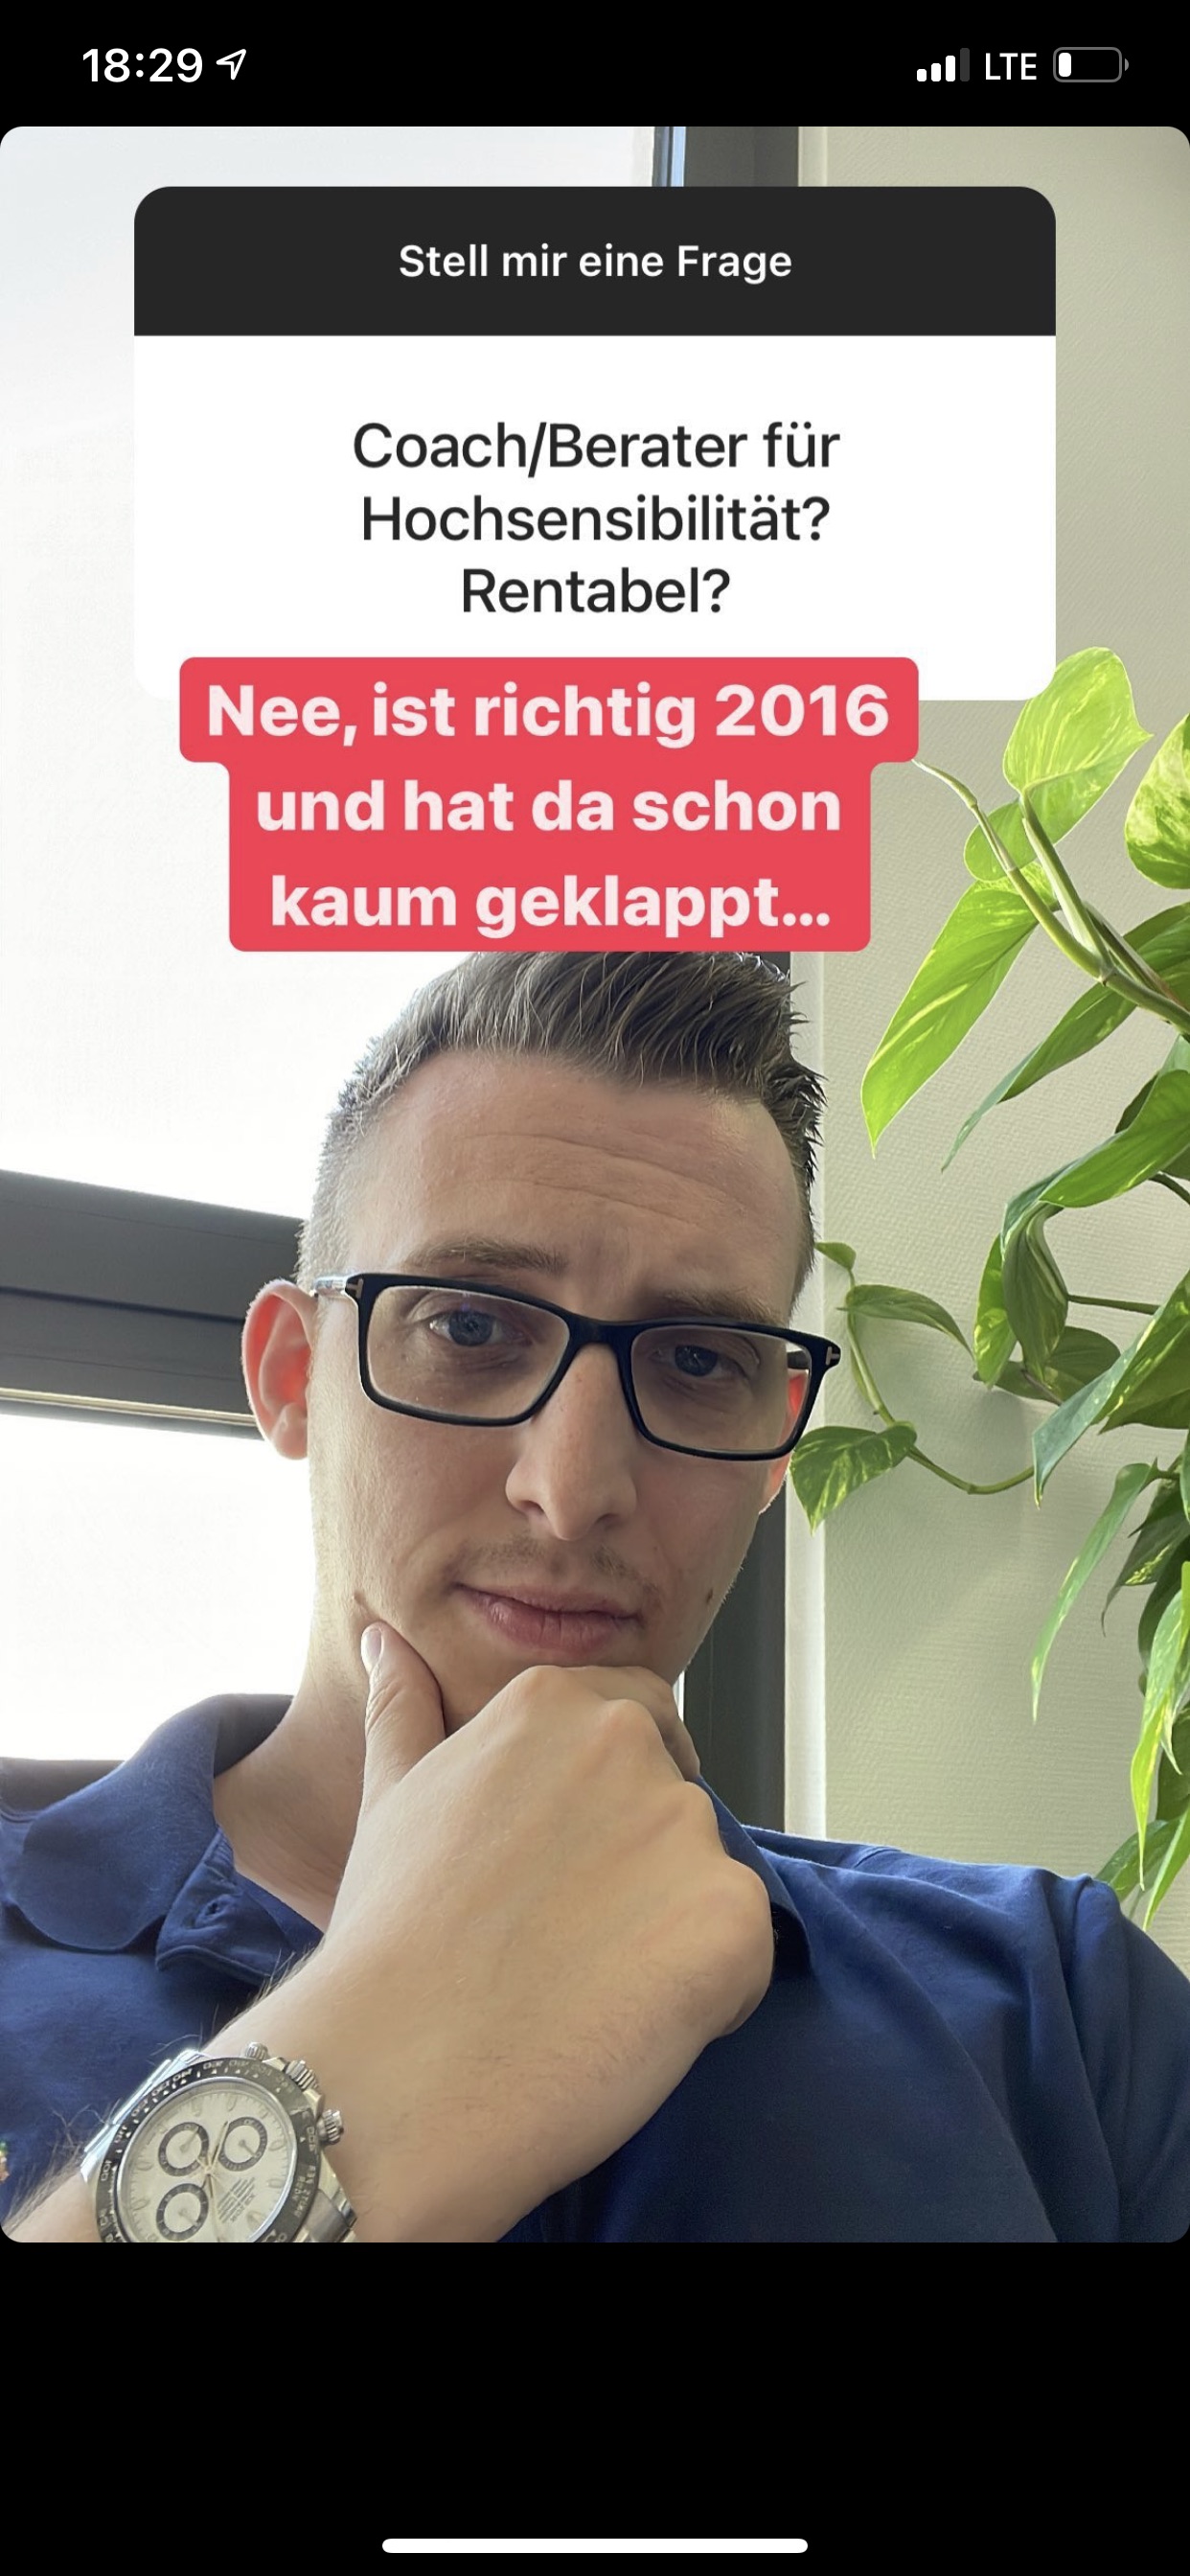 18:29
LTE
Stell mir eine Frage
Coach/Berater für
Hochsensibilität?
Rentabel?
Nee, ist richtig 2016
und hat da schon
kaum geklappt...